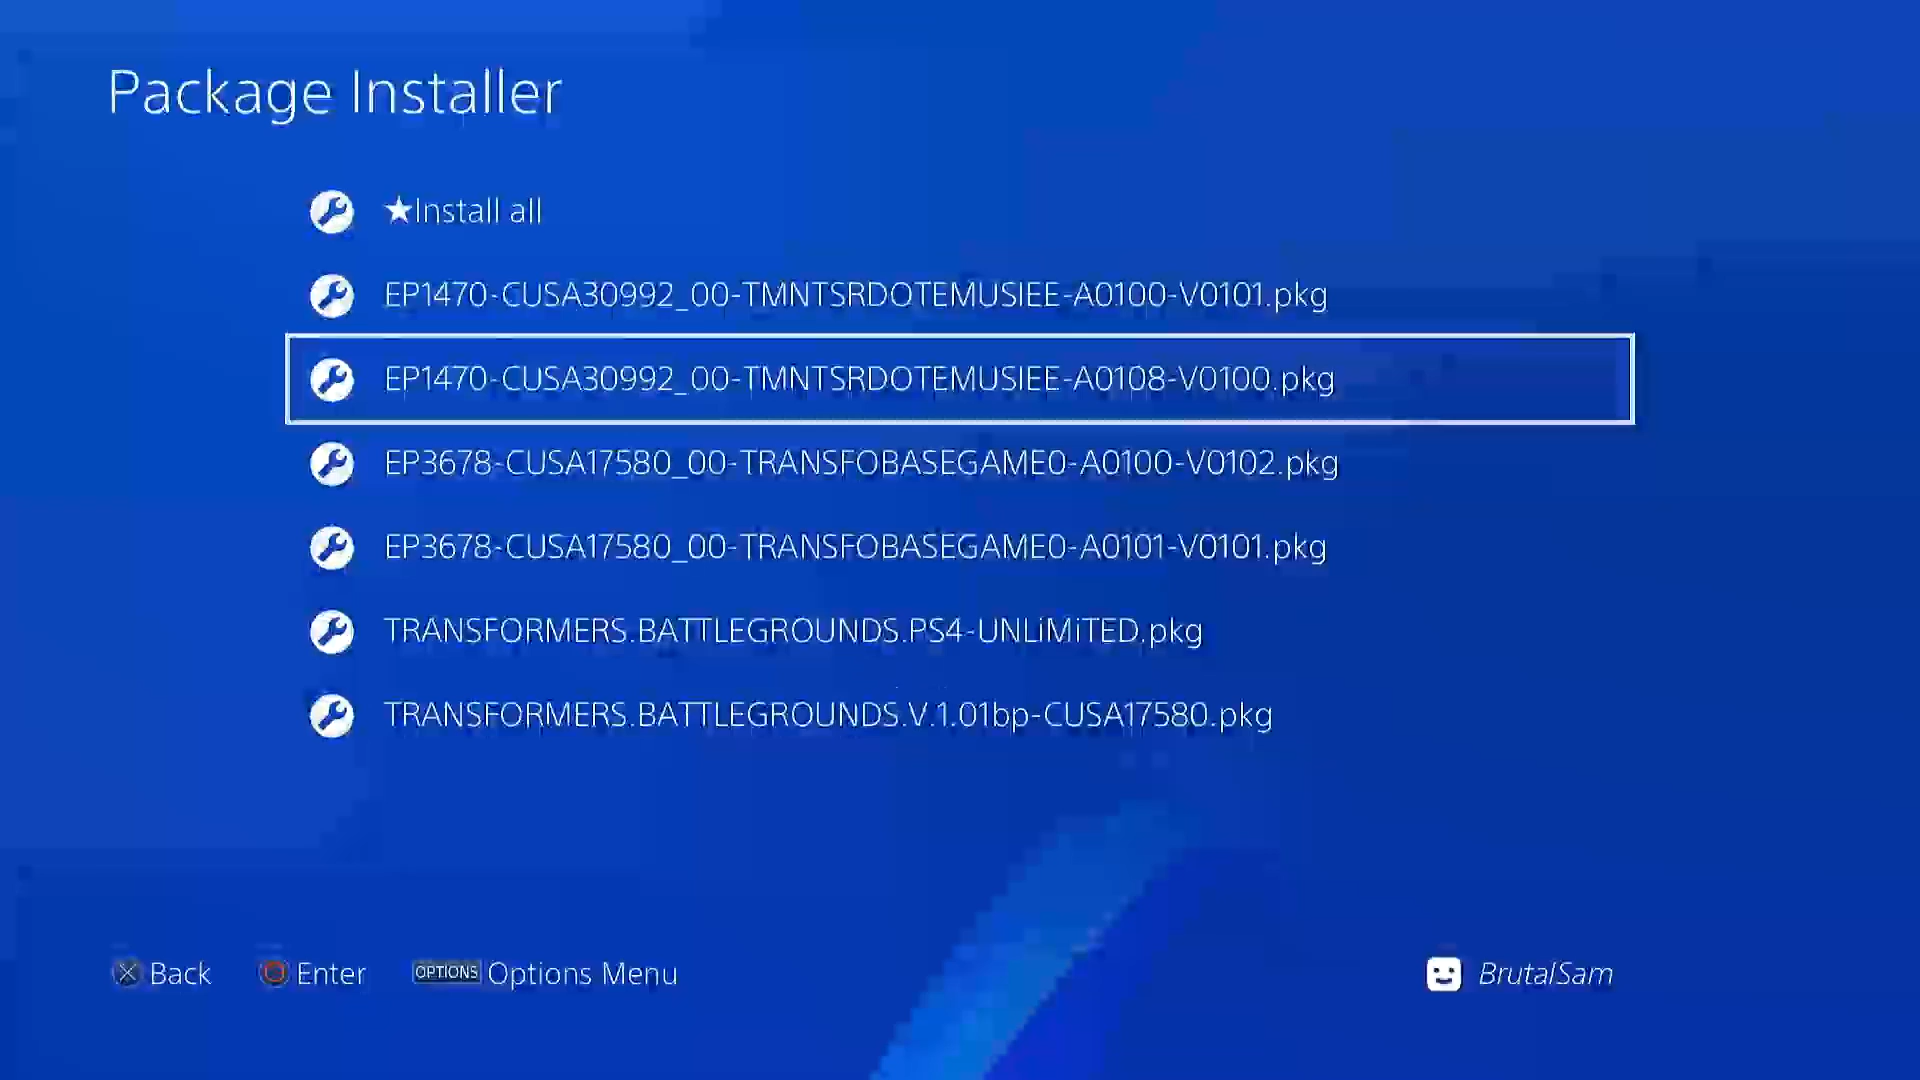 Package Installer
★Install all
EP1470-CUSA30992_00-TMNTSRDOTEMUSIEE-A0100-V0101.pkg
EP1470-CUSA30992_00-TMNTSRDOTEMUSIEE-A0108-V0100.pkg
EP3678-CUSA17580_00-TRANSFOBASEGAME0-A0100-V0102.pkg
EP3678-CUSA17580_00-TRANSFOBASEGAME0-A0101-V0101.pkg
TRANSFORMERS.BATTLEGROUNDS.PS4-UNLiMiTED.pkg
TRANSFORMERS.BATTLEGROUNDS.V.1.01bp-CUSA17580.pkg
Back Enter OPTIONS Options Menu BrutalSam